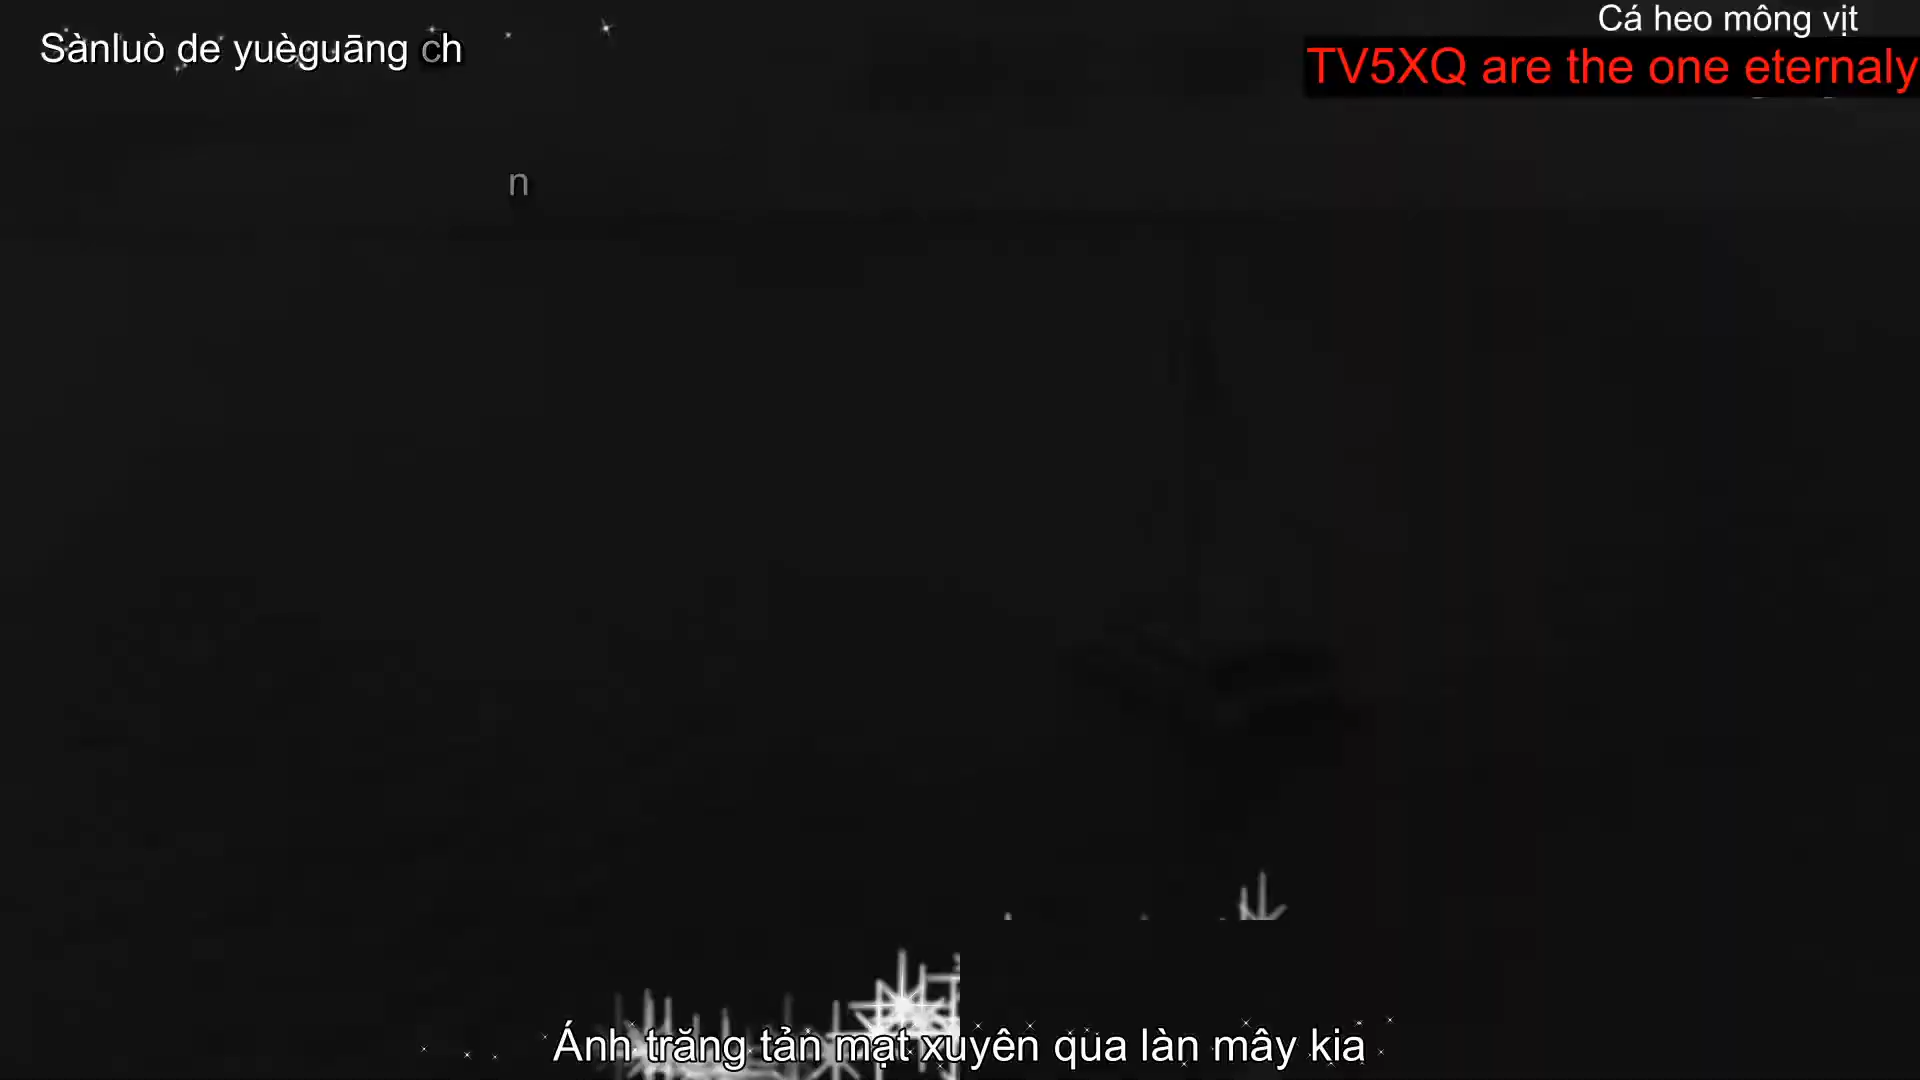 Cá heo mông vịt
Sànluò de yuèguāng ch
TV5XQ are the one eternaly
n
Ánh trăng tản mạt xuyên qua làn mây kia